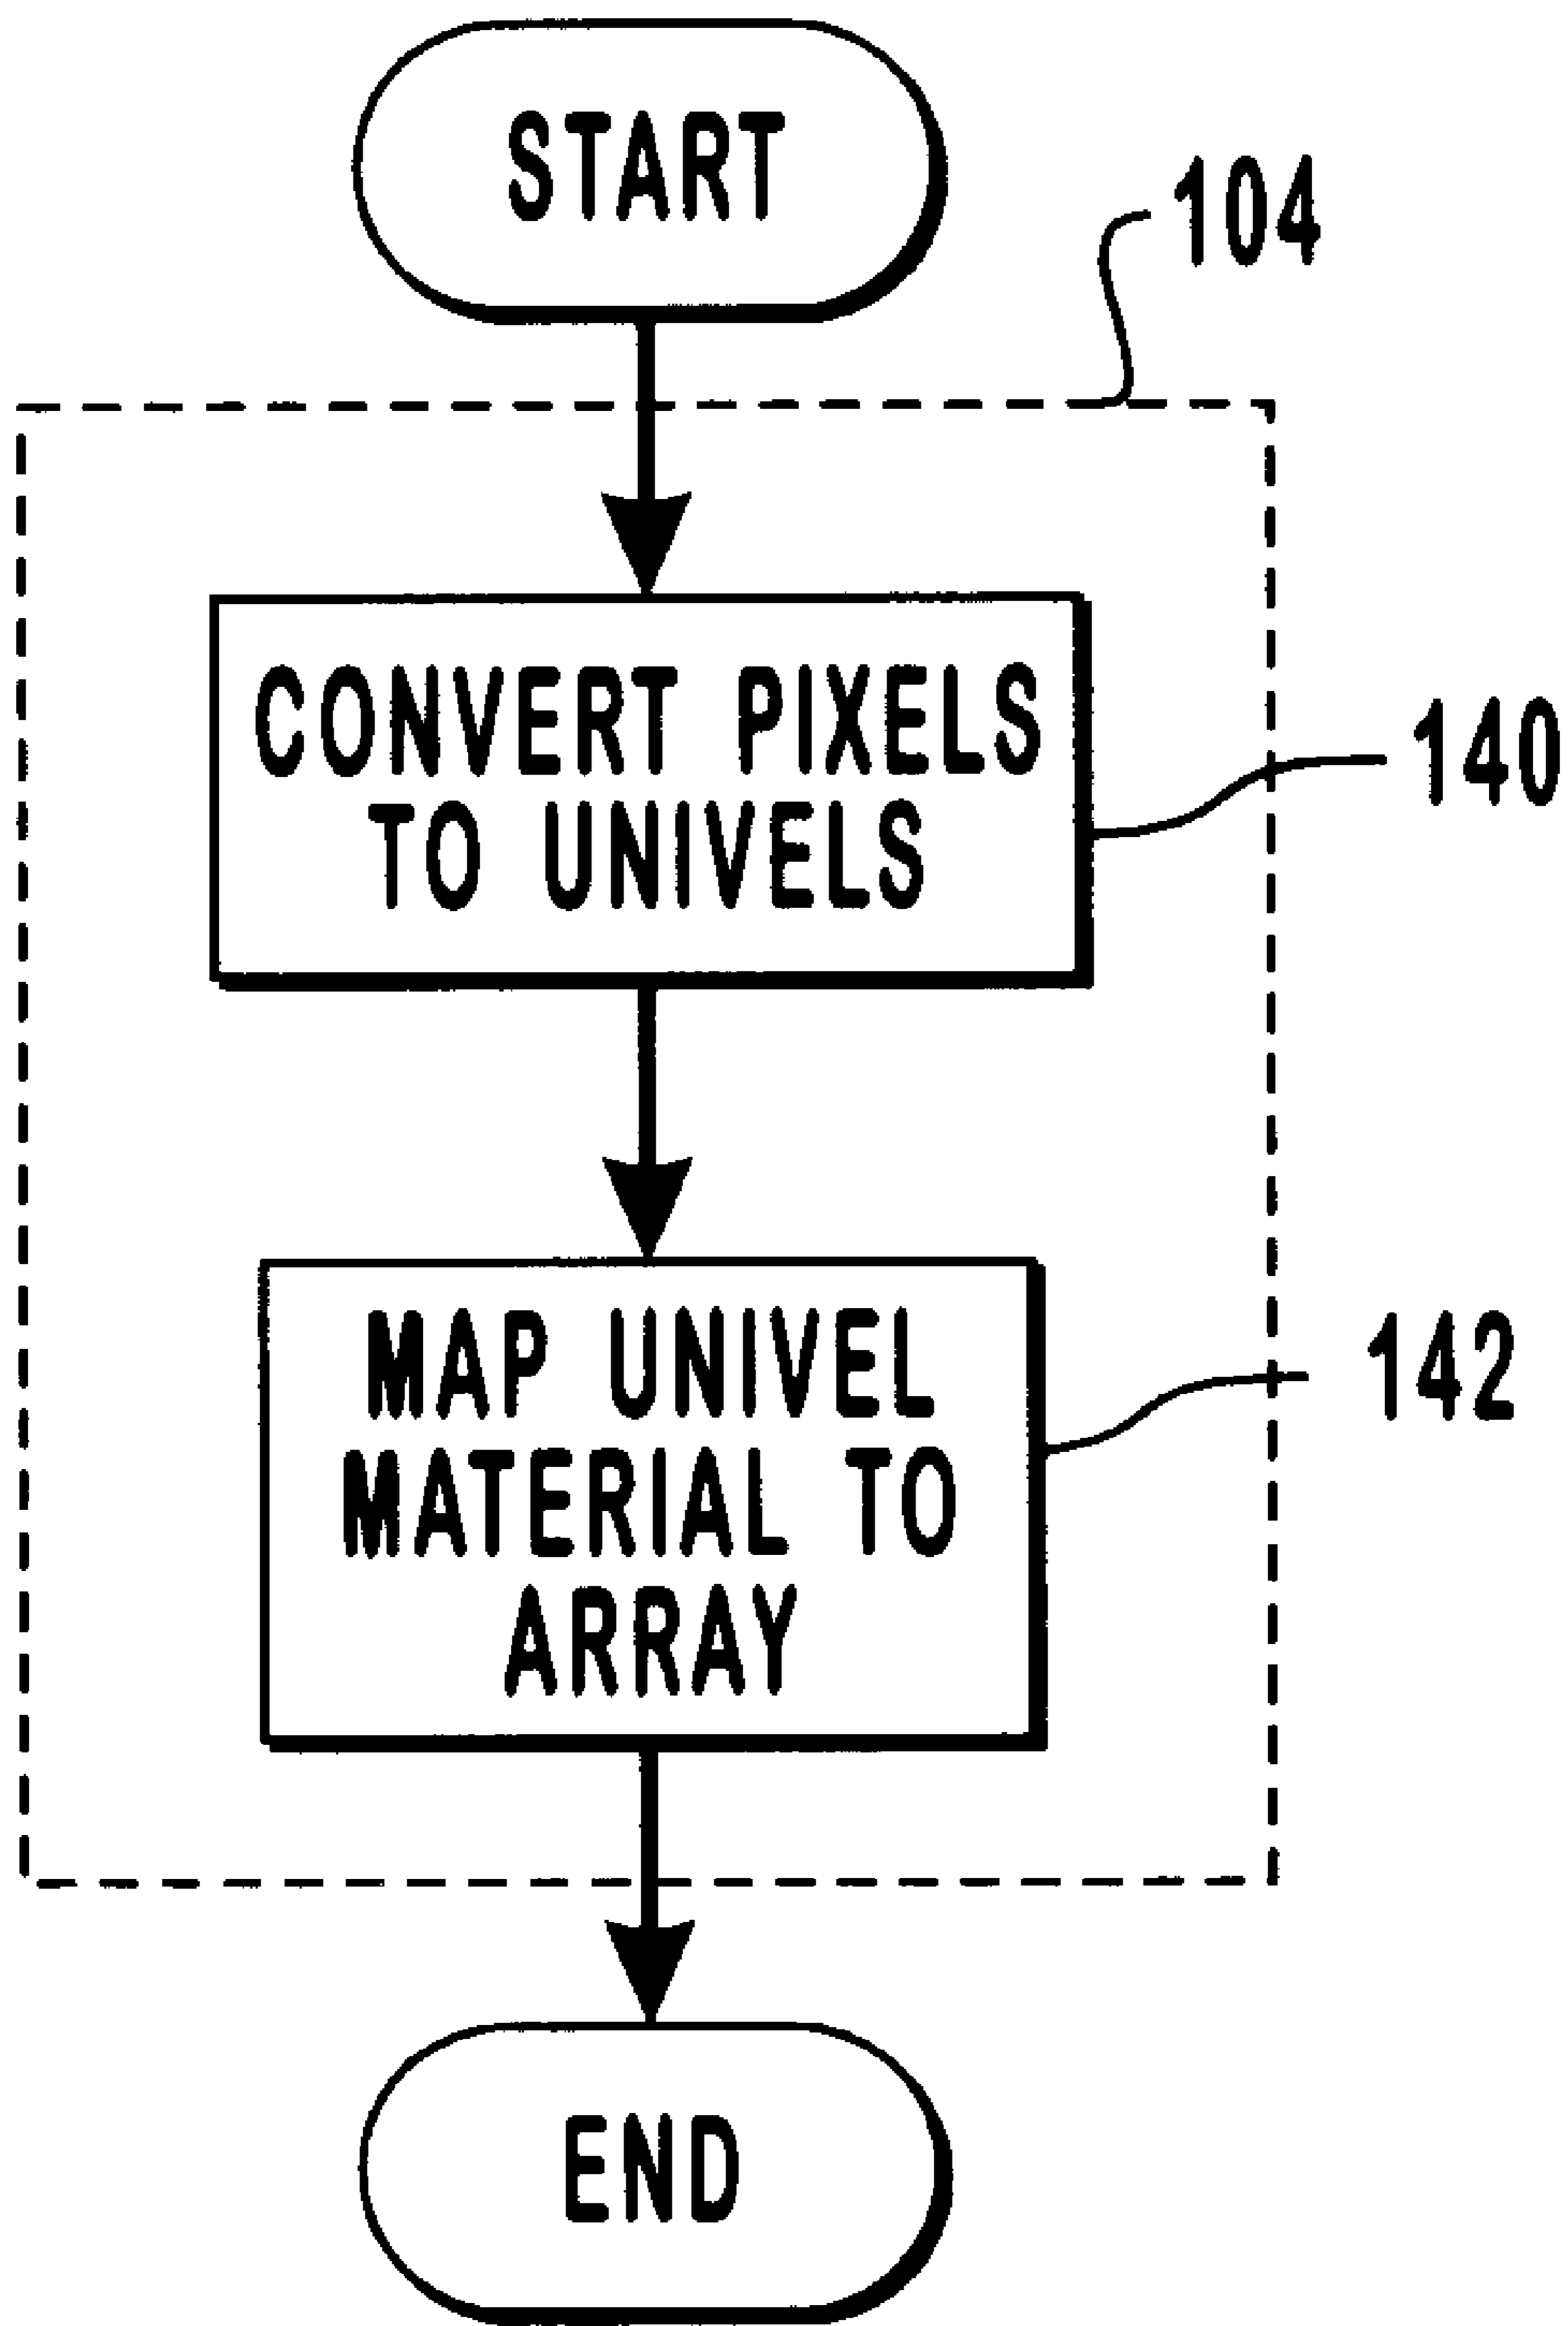 START
104
CONVERT PIXELS
TO UNIVELS
140
MAP UNIVEL
MATERIAL TO
ARRAY
142
END